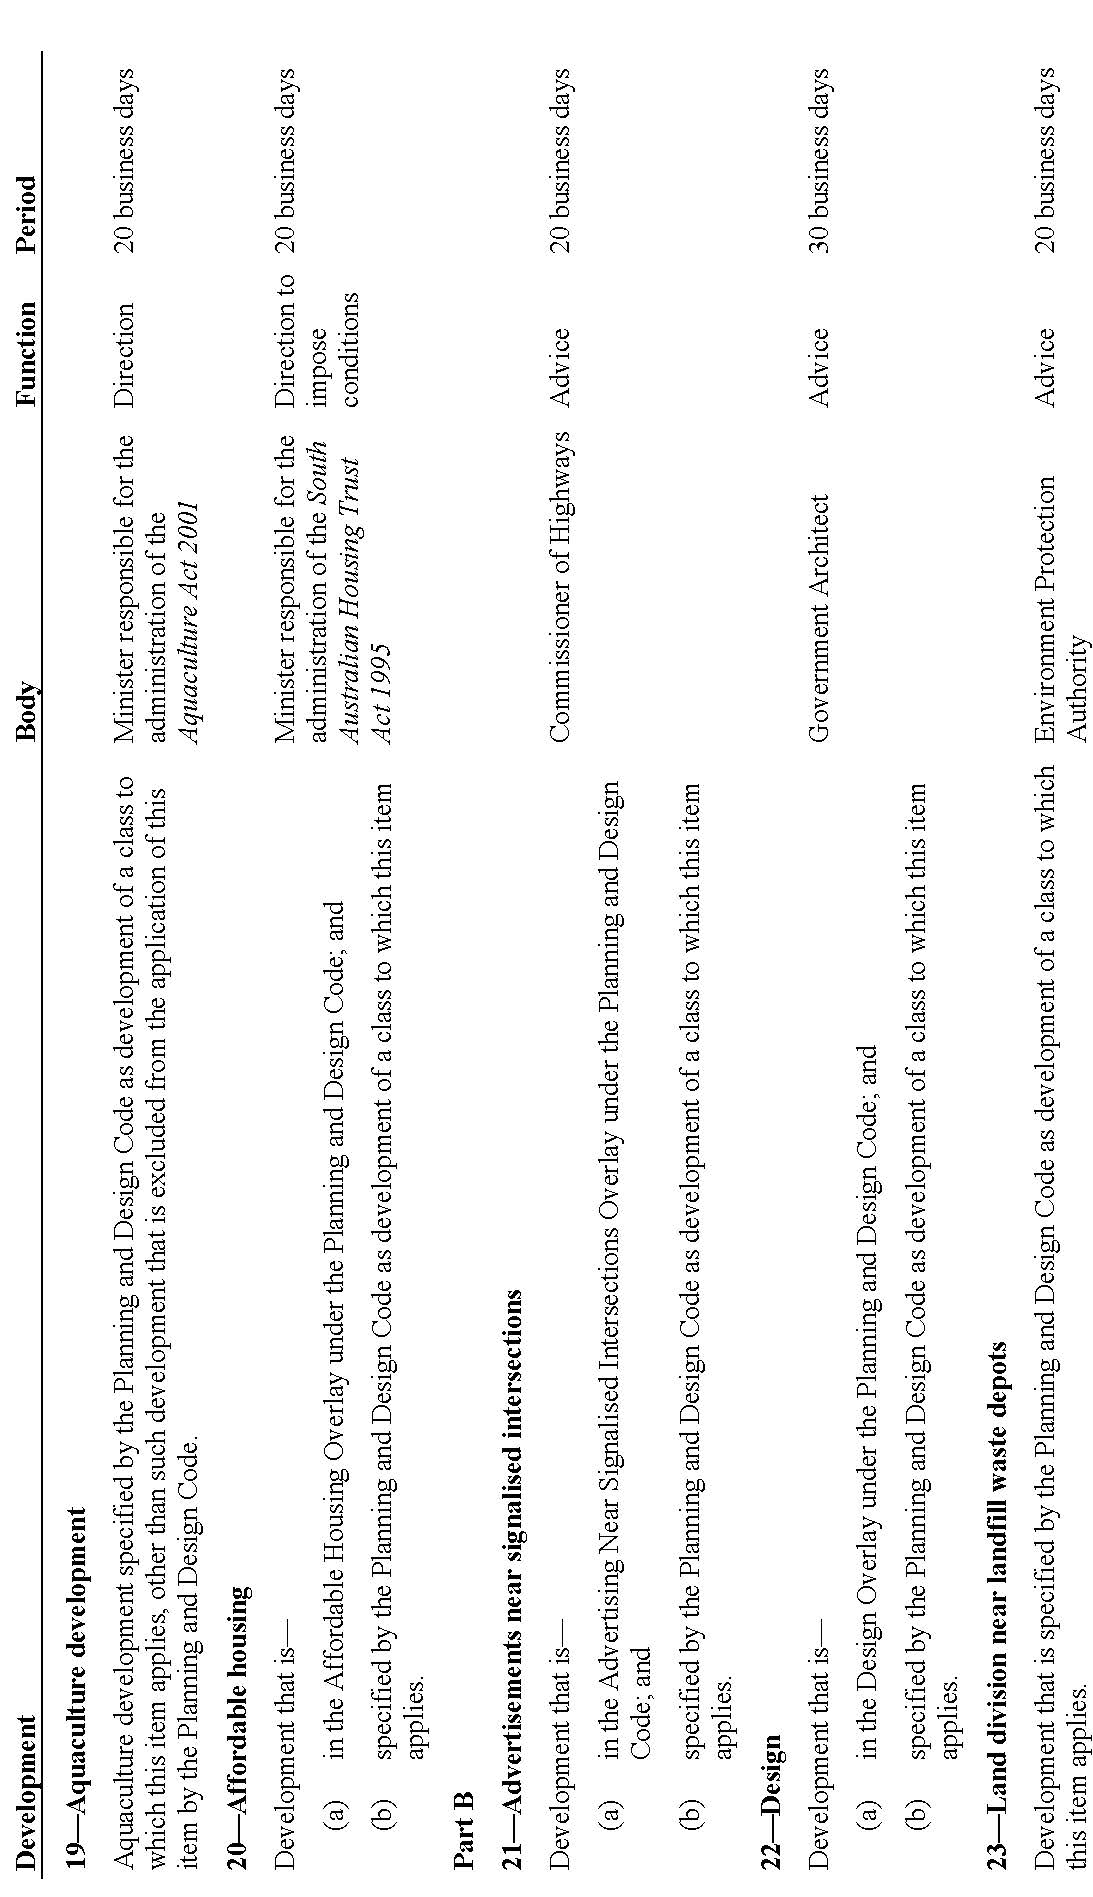 Development Body Function Period
19—Aquaculture development
Aquaculture development specified by the Planning and Design Code as development of a class to Minister responsible for the Direction 20 business days
which this item applies, other than such development that is excluded from the application of this administration of the
item by the Planning and Design Code. Aquaculture Act 2001
20—Affordable housing
Development that is— Minister responsible for the Direction to 20 business days
administration of the South impose
(a) in the Affordable Housing Overlay under the Planning and Design Code; and Australian Housing Trust conditions
(b) specified by the Planning and Design Code as development of a class to which this item Act 1995
applies.
Part B
21—Advertisements near signalised intersections
Development that is— Commissioner of Highways Advice 20 business days
(a) in the Advertising Near Signalised Intersections Overlay under the Planning and Design
Code; and
(b) specified by the Planning and Design Code as development of a class to which this item
applies.
22—Design
Development that is— Government Architect Advice 30 business days
(a) in the Design Overlay under the Planning and Design Code; and
(b) specified by the Planning and Design Code as development of a class to which this item
applies.
23—Land division near landfill waste depots
Development that is specified by the Planning and Design Code as development of a class to which Environment Protection Advice 20 business days
this item applies. Authority